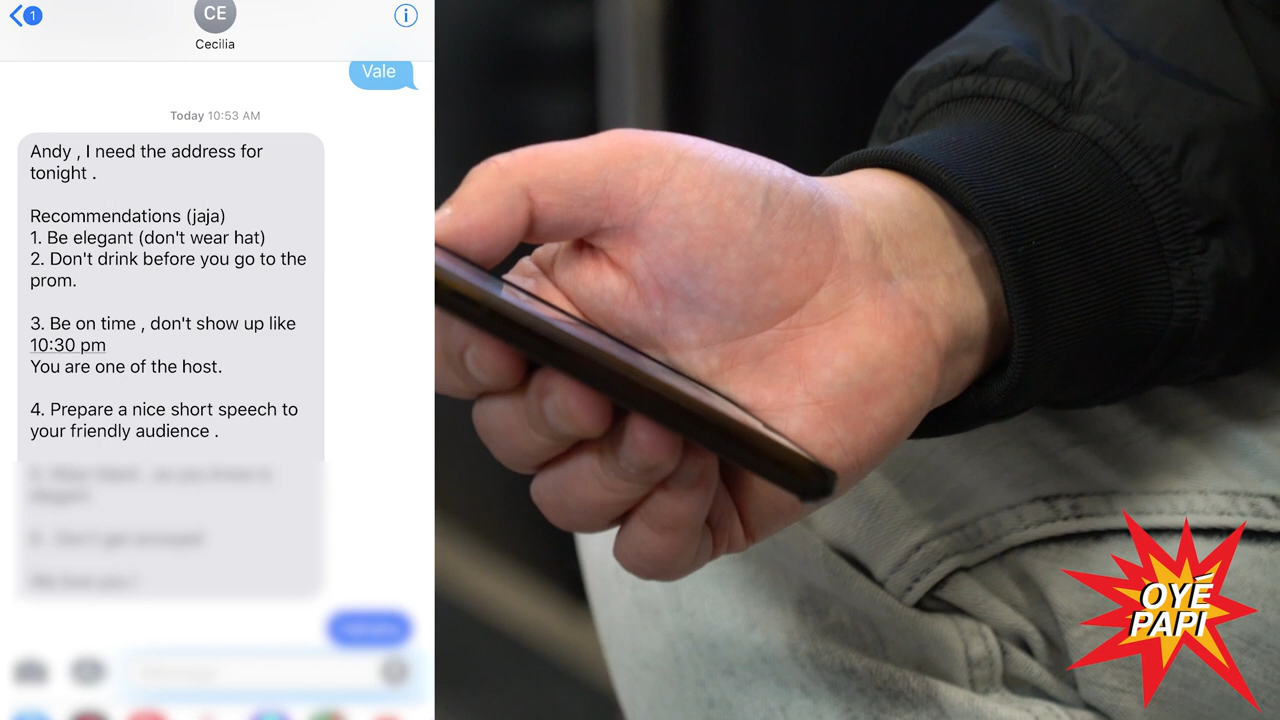 1
CE
Cecilia
Vale
Today 10:53 AM
Andy , I need the address for
tonight .
Recommendations (jaja)
1. Be elegant (don't wear hat)
2. Don't drink before you go to the
prom.
3. Be on time , don't show up like
10:30 pm
You are one of the host.
4. Prepare a nice short speech to
your friendly audience .
OYÉ
PAPI